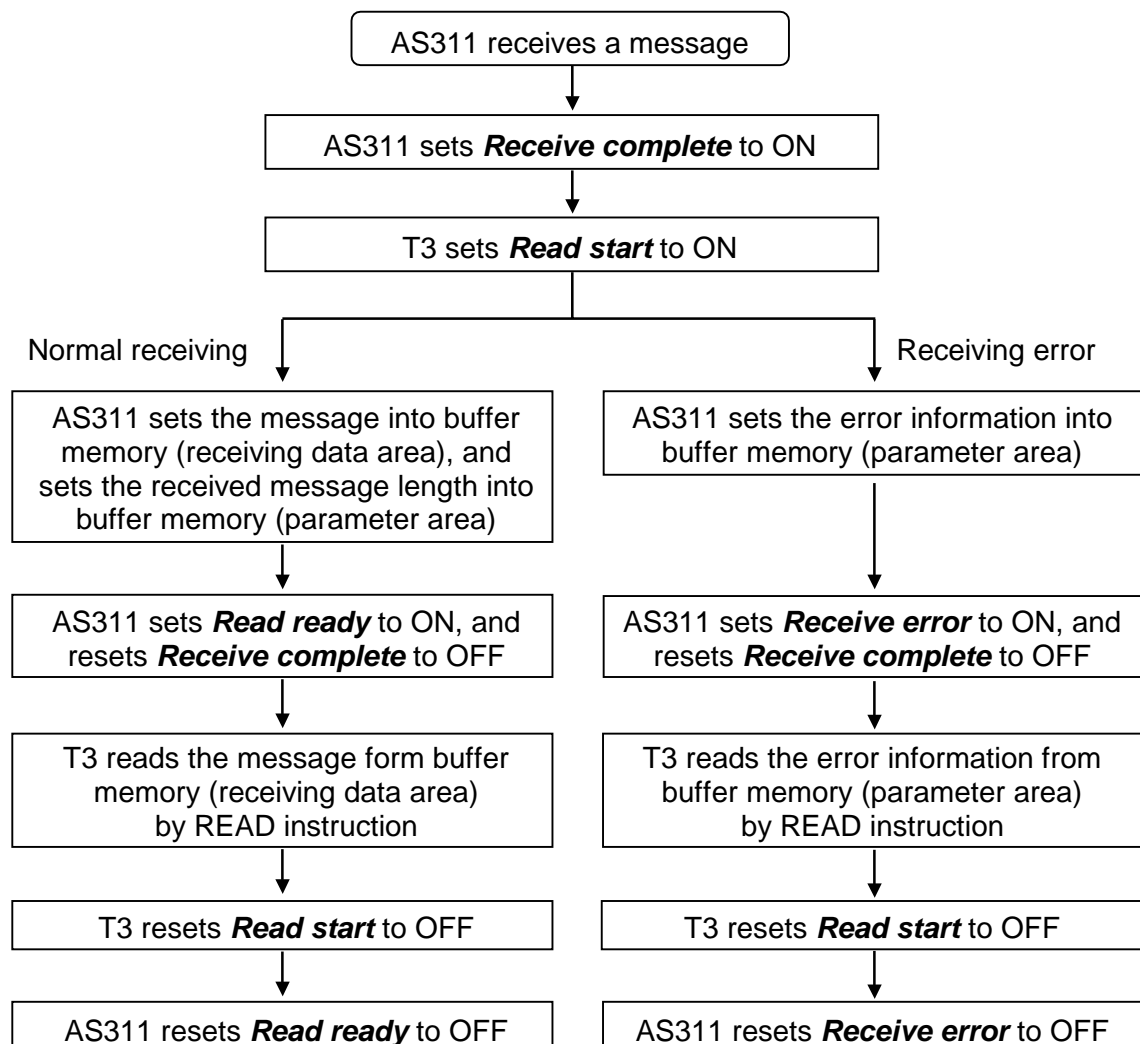 AS311 receives a message
AS311 sets Receive complete to ON
T3 sets Read start to ON
Normal receiving
Receiving error
AS311 sets the message into buffer
memory (receiving data area), and
sets the received message length into
buffer memory (parameter area)
AS311 sets the error information into
buffer memory (parameter area)
AS311 sets Read ready to ON, and
resets Receive complete to OFF
AS311 sets Receive error to ON, and
resets Receive complete to OFF
T3 reads the message form buffer
memory (receiving data area)
by READ instruction
T3 reads the error information from
buffer memory (parameter area)
by READ instruction
T3 resets Read start to OFF
T3 resets Read start to OFF
AS311 resets Read ready to OFF
AS311 resets Receive error to OFF